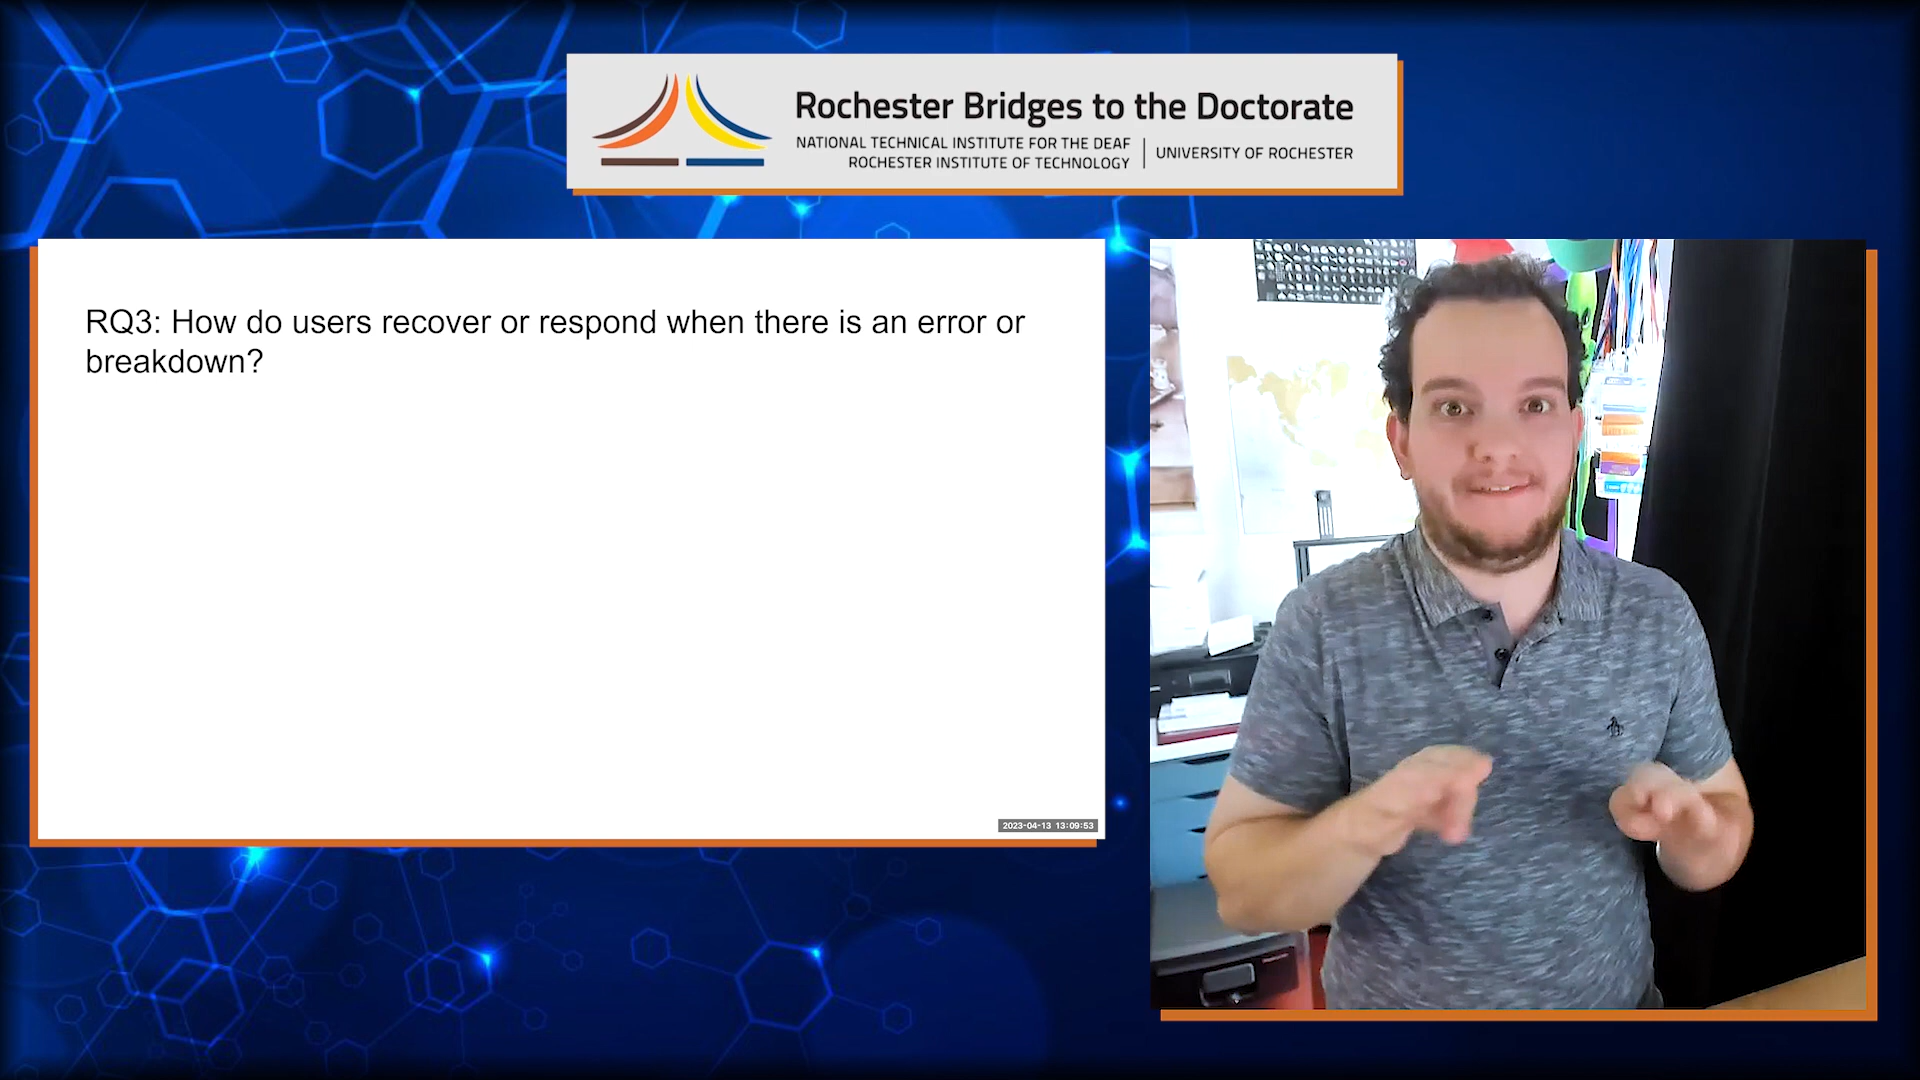 Rochester Bridges to the Doctorate
NATIONAL TECHNICAL INSTITUTE FOR THE DEAF
ROCHESTER INSTITUTE OF TECHNOLOGY
UNIVERSITY OF ROCHESTER
RQ3: How do users recover or respond when there is an error or
breakdown?
2023-04-13 13:09:53